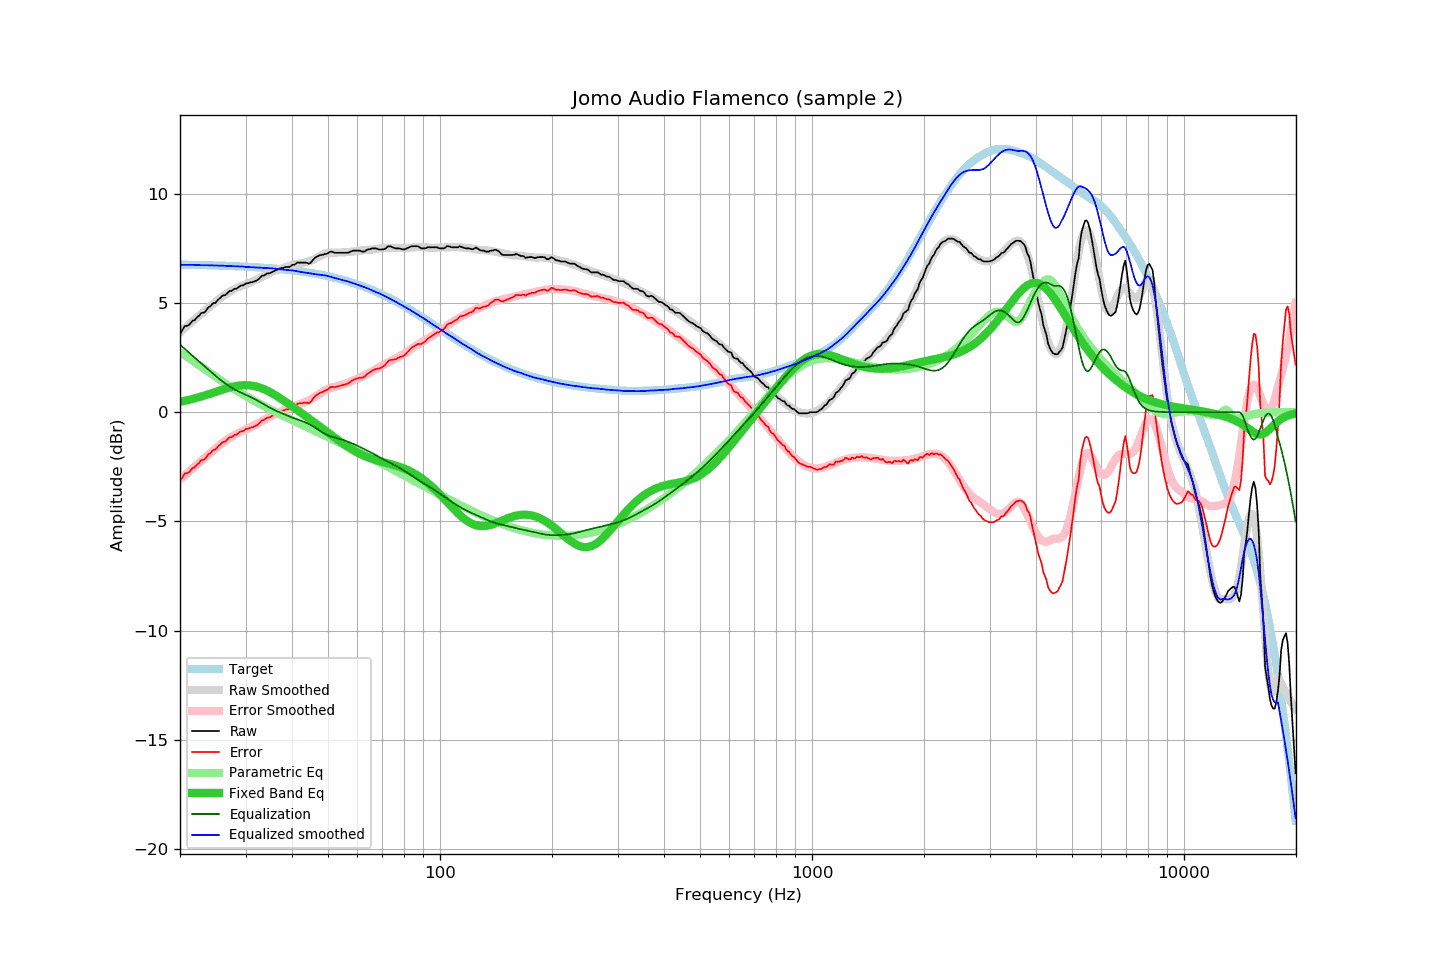 Jomo Audio Flamenco (sample 2)
10
5
0
−5
−10
−15
−20
Amplitude (dBr)
Target
Raw Smoothed
Error Smoothed
Raw
Error
Parametric Eq
Fixed Band Eq
Equalization
Equalized smoothed
100
1000
10000
Frequency (Hz)